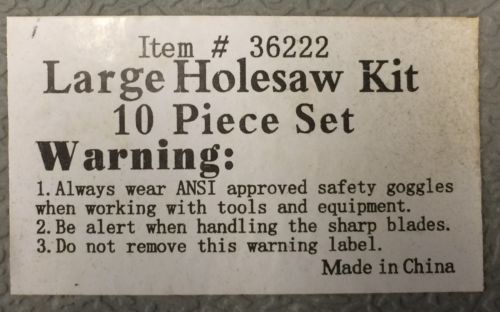 Item # 36222
Large Holesaw Kit
10 Piece Set
Warning:
1. Always wear ANSI approved safety goggles
when working with tools and equipment.
2. Be alert when handling the sharp blades.
3. Do not remove this warning label.
Made in China